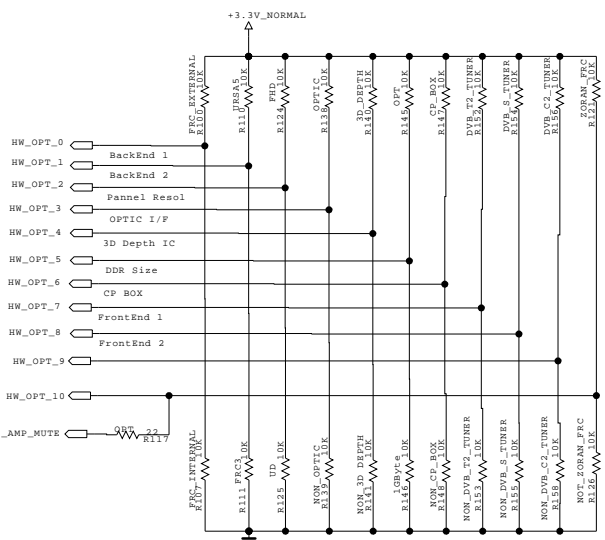 +3.3V_NORMAL
FRC_EXTERNAL
R100 10K
URSA5
R110 10K
FHD
R124 10K
OPTIC
R138 10K
3D_DEPTH
R140 10K
OPT
R145 10K
CP_BOX
R147 10K
DVB_T2_TUNER
R152 10K
DVB_S_TUNER
R154 10K
DVB_C2_TUNER
R156 10K
ZORAN_FRC
R121 10K
HW_OPT_0
BackEnd 1
HW_OPT_1
BackEnd 2
HW_OPT_2
Pannel Resol
HW_OPT_3
OPTIC I/F
HW_OPT_4
3D Depth IC
HW_OPT_5
DDR Size
HW_OPT_6
CP BOX
HW_OPT_7
FrontEnd 1
HW_OPT_8
FrontEnd 2
HW_OPT_9
HW_OPT_10
_AMP_MUTE
OPT
22
R117
FRC_INTERNAL
R107 10K
FRC3
R111 10K
UD
R125 10K
NON_OPTIC
R139 10K
NON_3D_DEPTH
R141 10K
1GByte
R146 10K
NON_CP_BOX
R148 10K
NON_DVB_T2_TUNER
R153 10K
NON_DVB_S_TUNER
R155 10K
NON_DVB_C2_TUNER
R158 10K
NOT_ZORAN_FRC
R126 10K